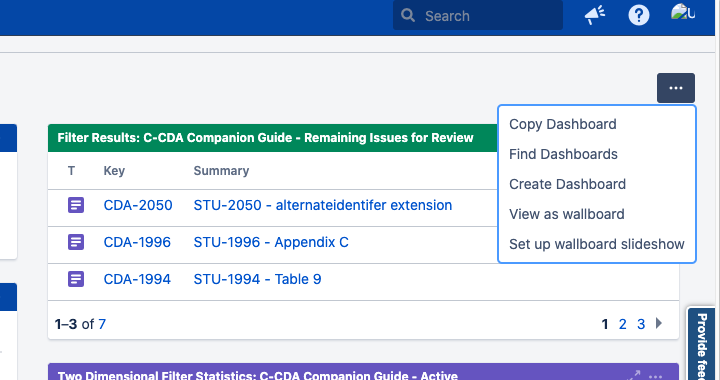 Search
?
...
Filter Results: C-CDA Companion Guide - Remaining Issues for Review
T Key Summary
CDA-2050 STU-2050 - alternateidentifer extension
CDA-1996 STU-1996 - Appendix C
CDA-1994 STU-1994 - Table 9
1–3 of 7
1 2 3
Copy Dashboard
Find Dashboards
Create Dashboard
View as wallboard
Set up wallboard slideshow
Provide fee
Two Dimensional Filter Statistics: C-CDA Companion Guide - Active